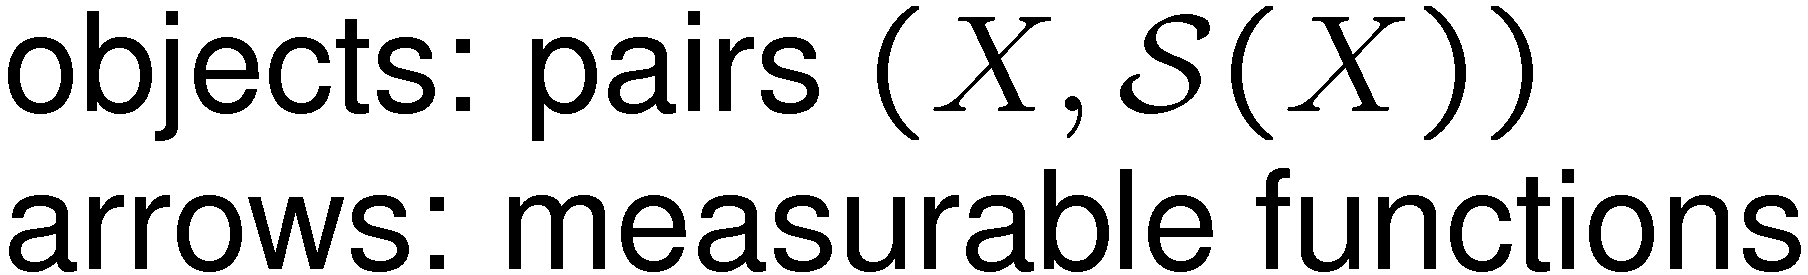 objects: pairs (X, 𝒮(X))
arrows: measurable functions